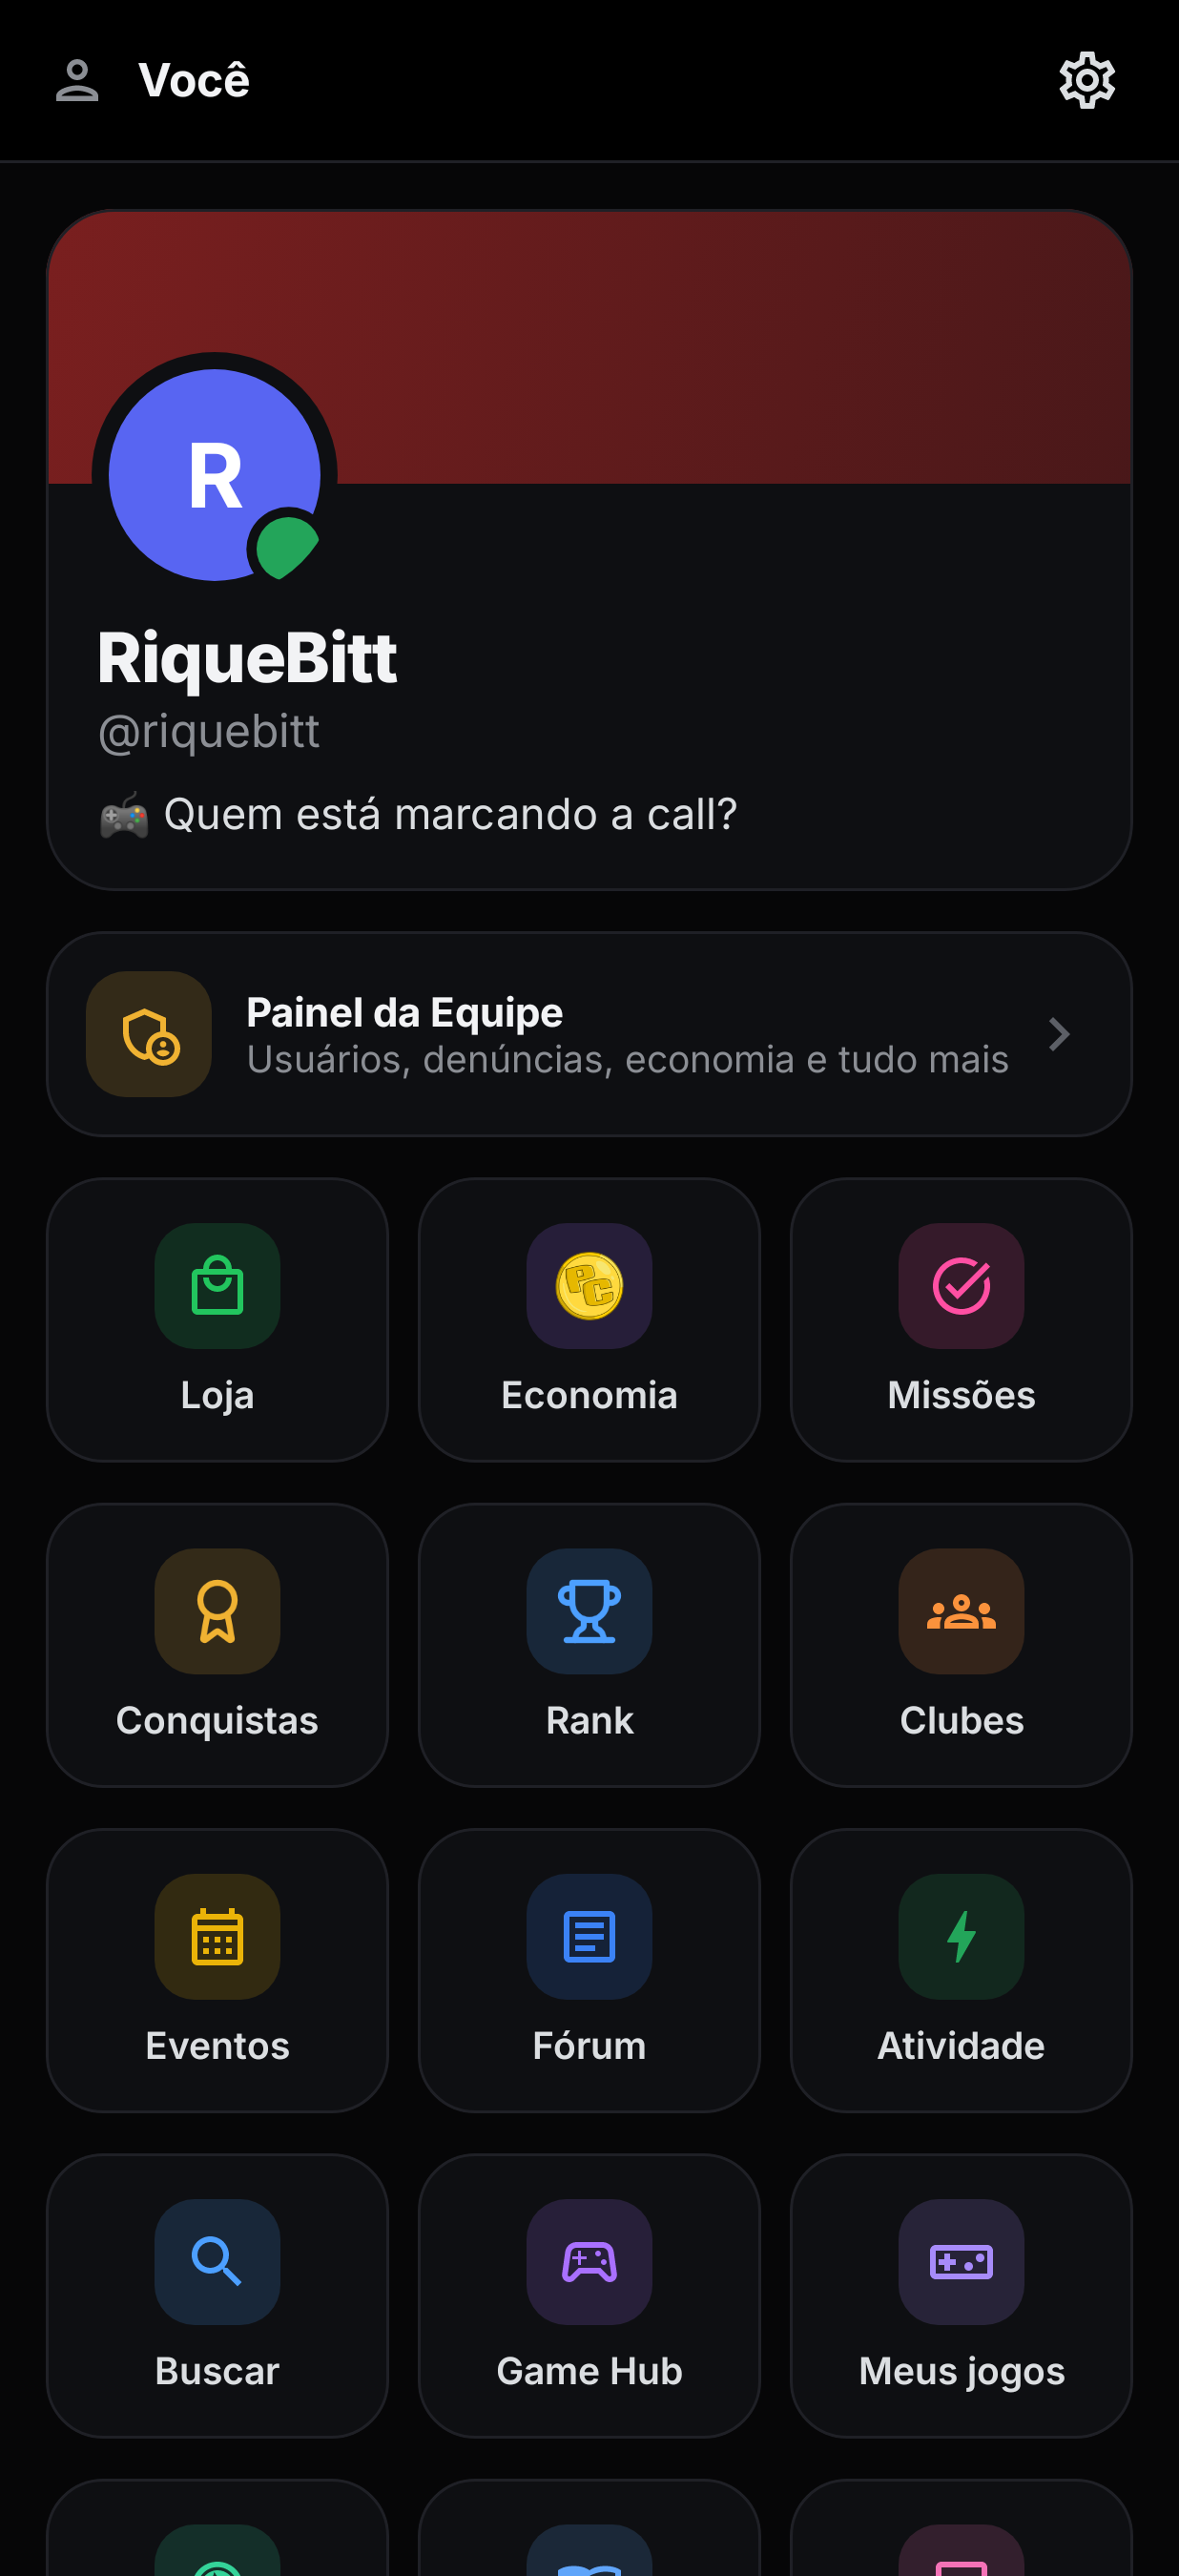 Você
R
RiqueBitt
@riquebitt
🎮 Quem está marcando a call?
Painel da Equipe
Usuários, denúncias, economia e tudo mais
PC
Loja
Economia
Missões
Conquistas
Rank
Clubes
Eventos
Fórum
Atividade
Buscar
Game Hub
Meus jogos